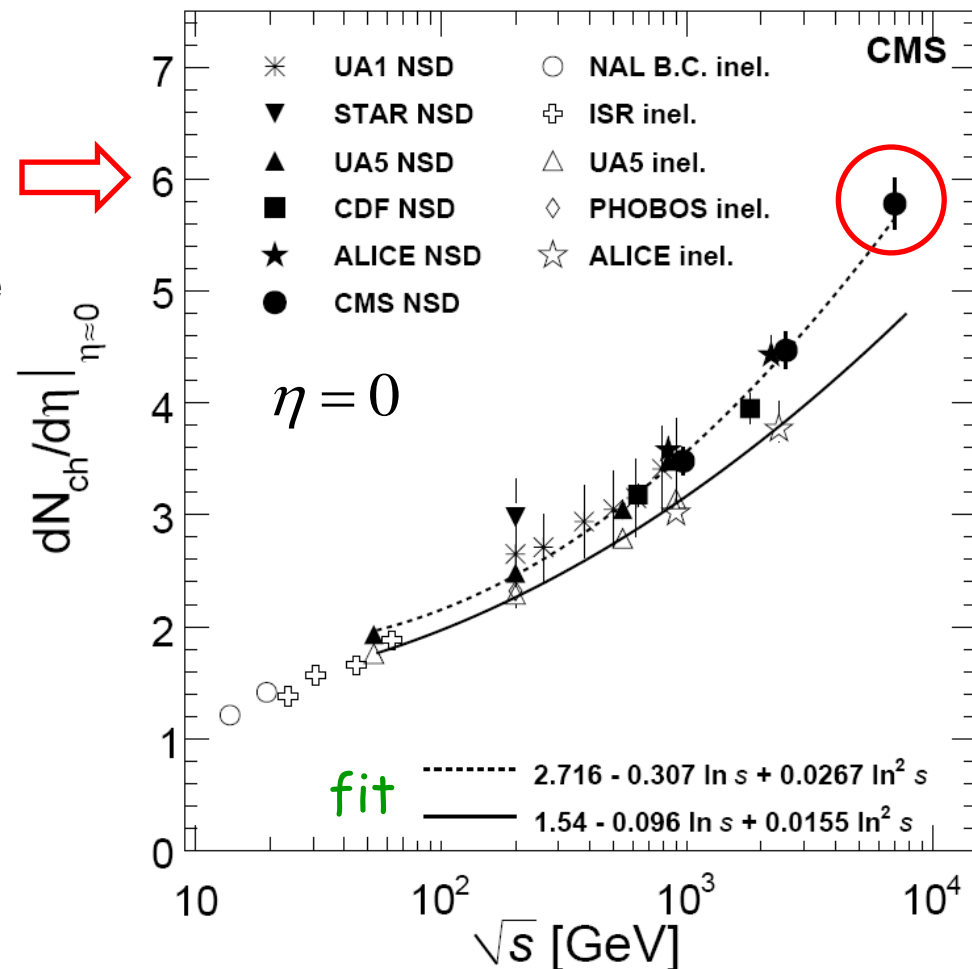 CMS
7
6
5
4
3
2
1
0
dN_ch/dη|_η≈0
UA1 NSD
STAR NSD
UA5 NSD
CDF NSD
ALICE NSD
CMS NSD
NAL B.C. inel.
ISR inel.
UA5 inel.
PHOBOS inel.
ALICE inel.
η = 0
fit
2.716 - 0.307 ln s + 0.0267 ln² s
1.54 - 0.096 ln s + 0.0155 ln² s
10 10² 10³ 10⁴
√s [GeV]